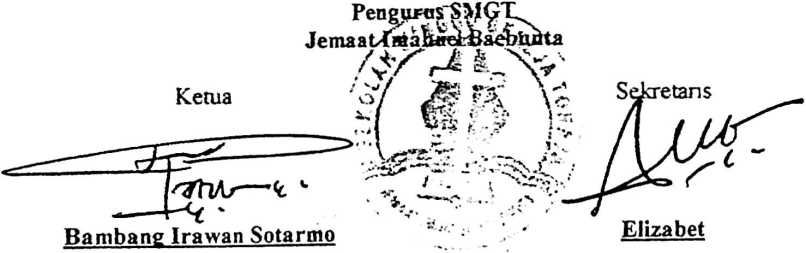 Pengurus SMGT
Jemaat Imanuel Baebunta
Ketua
Sekretaris
Bambang Irawan Sotarmo
Elizabet